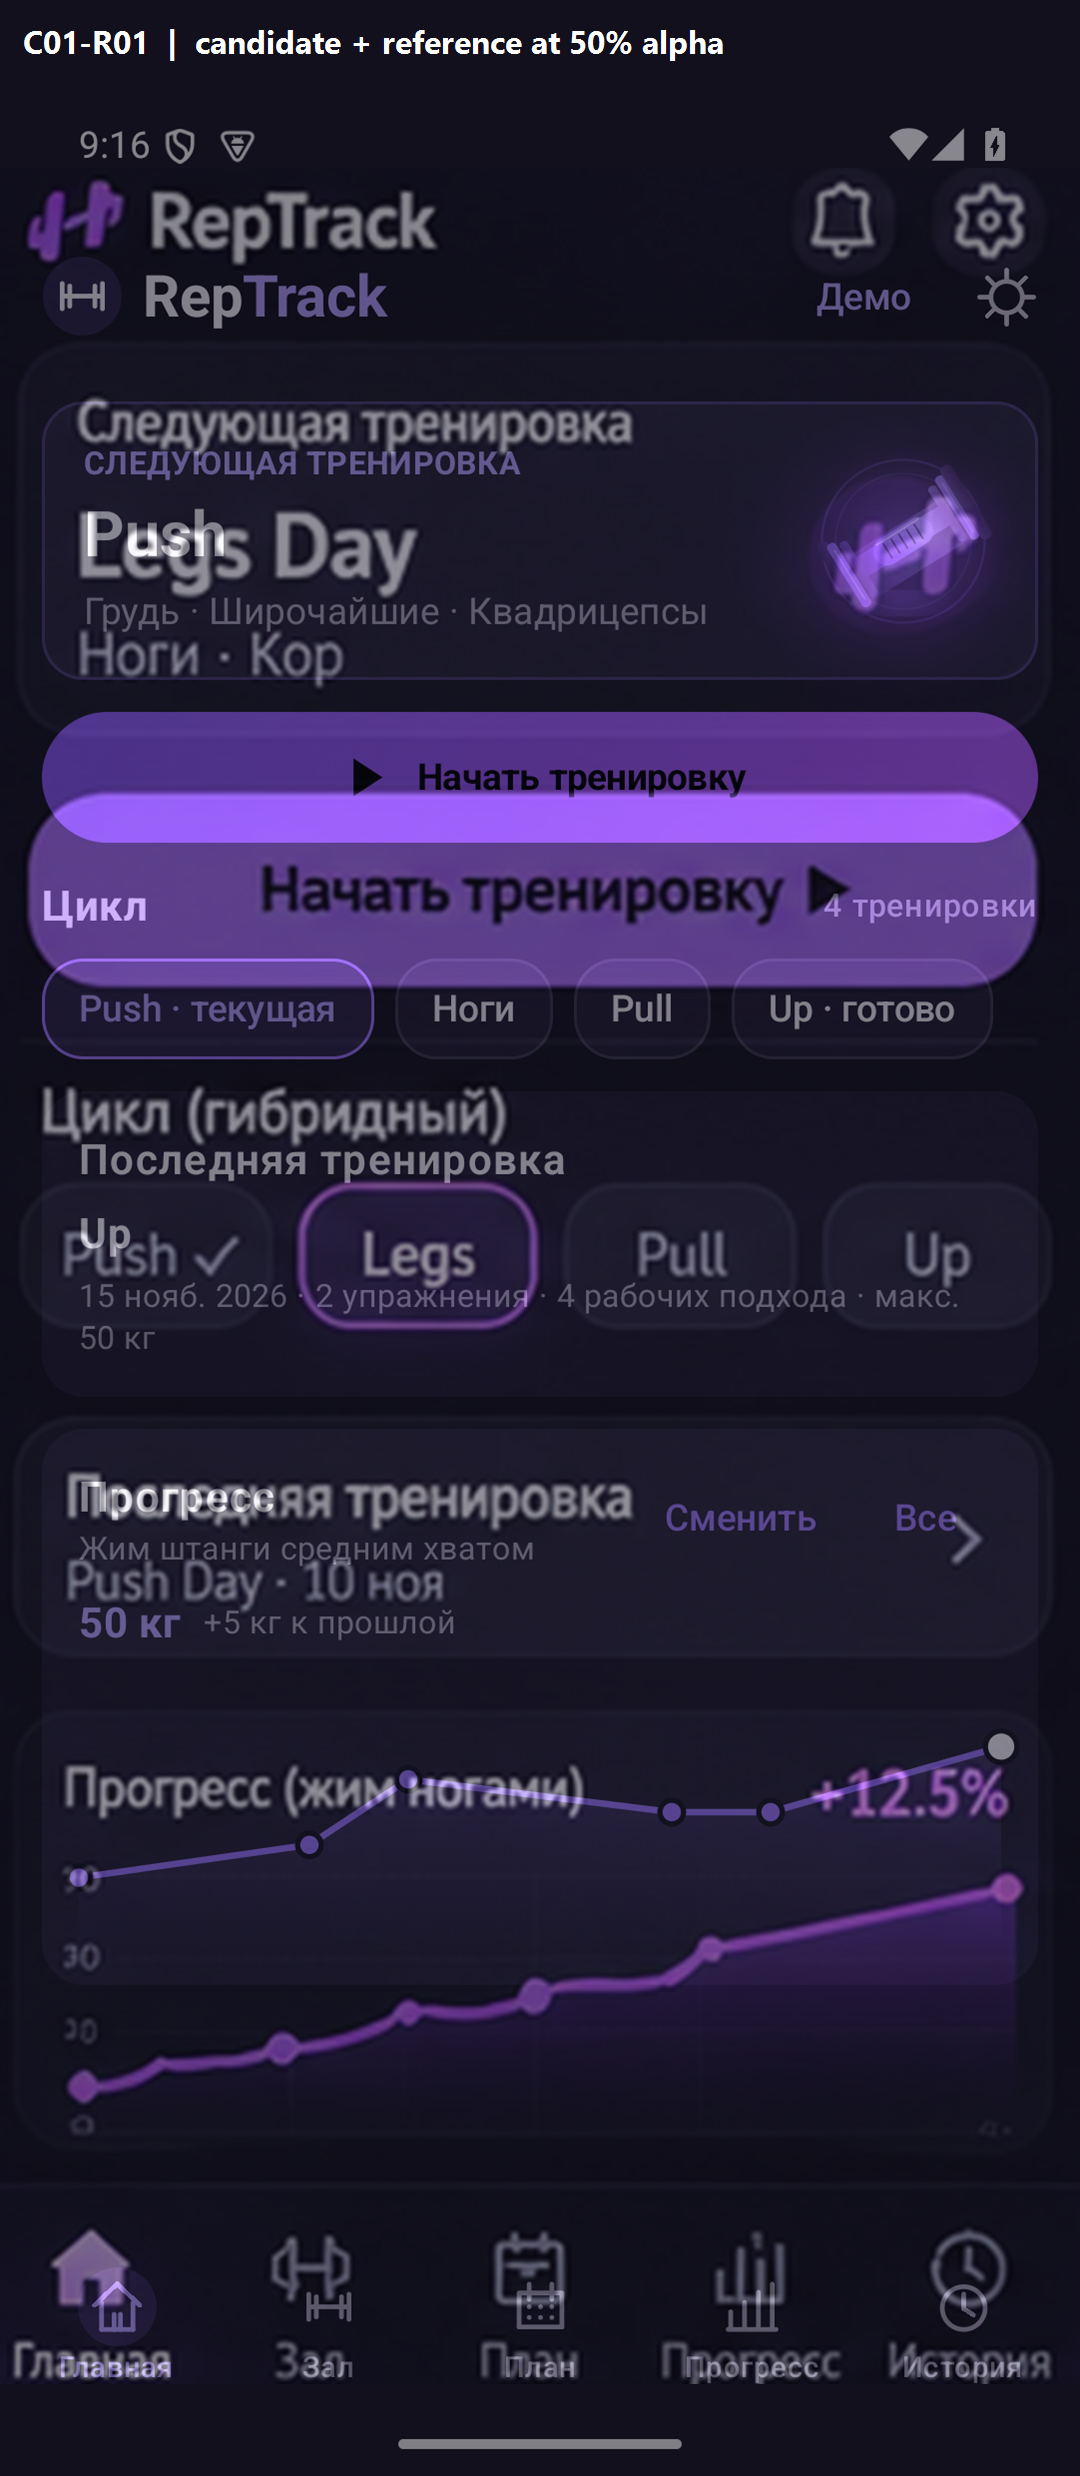 C01-R01 | candidate + reference at 50% alpha
9:16
RepTrack
RepTrack
Демо
Следующая тренировка
СЛЕДУЮЩАЯ ТРЕНИРОВКА
Push
Legs Day
Грудь · Широчайшие · Квадрицепсы
Ноги · Кор
Начать тренировку
Начать тренировку
Цикл
4 тренировки
Push · текущая
Ноги
Pull
Up · готово
Цикл (гибридный)
Последняя тренировка
Up
Push ✓
Legs
Pull
Up
15 нояб. 2026 · 2 упражнения · 4 рабочих подхода · макс.
50 кг
Прогресс
тренировка
Сменить
Все
Жим штанги средним хватом
Push Day · 10 ноя
50 кг +5 кг к прошлой
Прогресс (жим ногами)
+12.5%
Главная
Зал
План
Прогресс
История
Главная
Зал
План
Прогресс
История